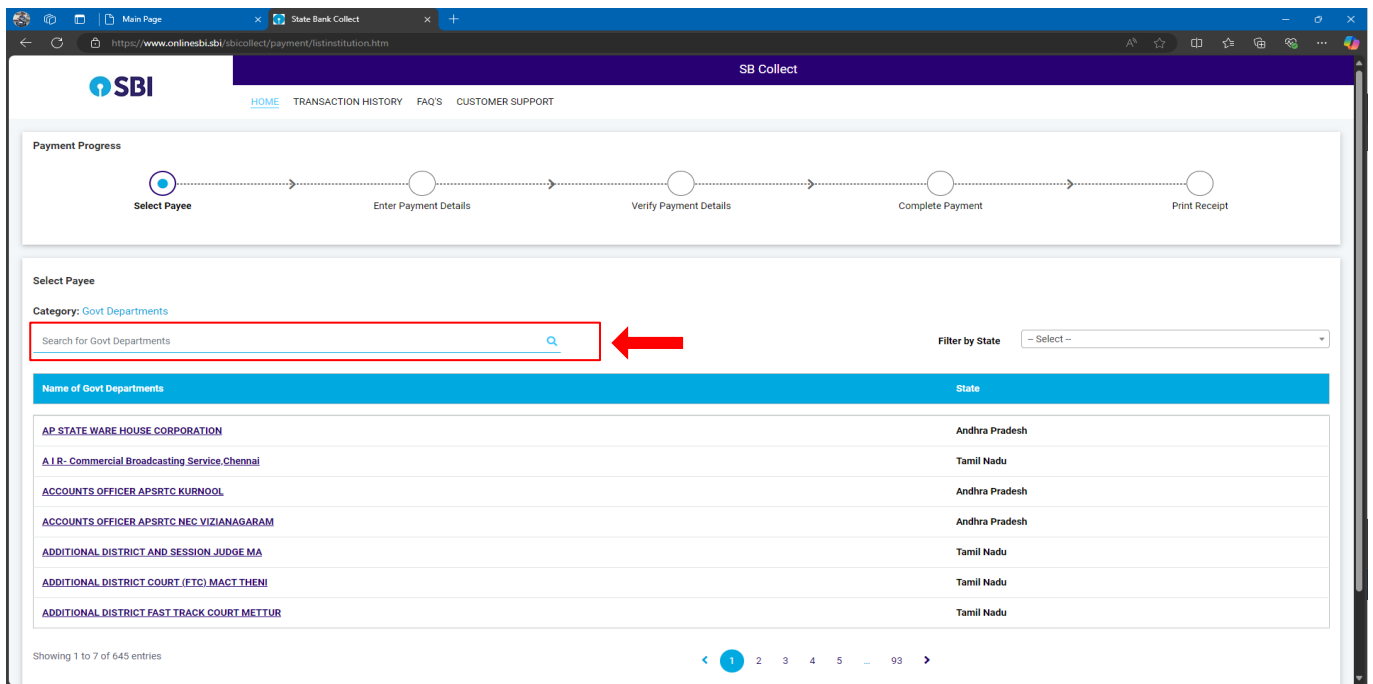 Main Page
State Bank Collect
https://www.onlinesbi.sbi/sbicollect/payment/listinstitution.htm
SBI
SB Collect
HOME TRANSACTION HISTORY FAQ'S CUSTOMER SUPPORT
Payment Progress
Select Payee Enter Payment Details Verify Payment Details Complete Payment Print Receipt
Select Payee
Category: Govt Departments
Search for Govt Departments Filter by State -- Select --
Name of Govt Departments State
AP STATE WARE HOUSE CORPORATION Andhra Pradesh
A I R- Commercial Broadcasting Service,Chennai Tamil Nadu
ACCOUNTS OFFICER APSRTC KURNOOL Andhra Pradesh
ACCOUNTS OFFICER APSRTC NEC VIZIANAGARAM Andhra Pradesh
ADDITIONAL DISTRICT AND SESSION JUDGE MA Tamil Nadu
ADDITIONAL DISTRICT COURT (FTC) MACT THENI Tamil Nadu
ADDITIONAL DISTRICT FAST TRACK COURT METTUR Tamil Nadu
Showing 1 to 7 of 645 entries 1 2 3 4 5 ... 93